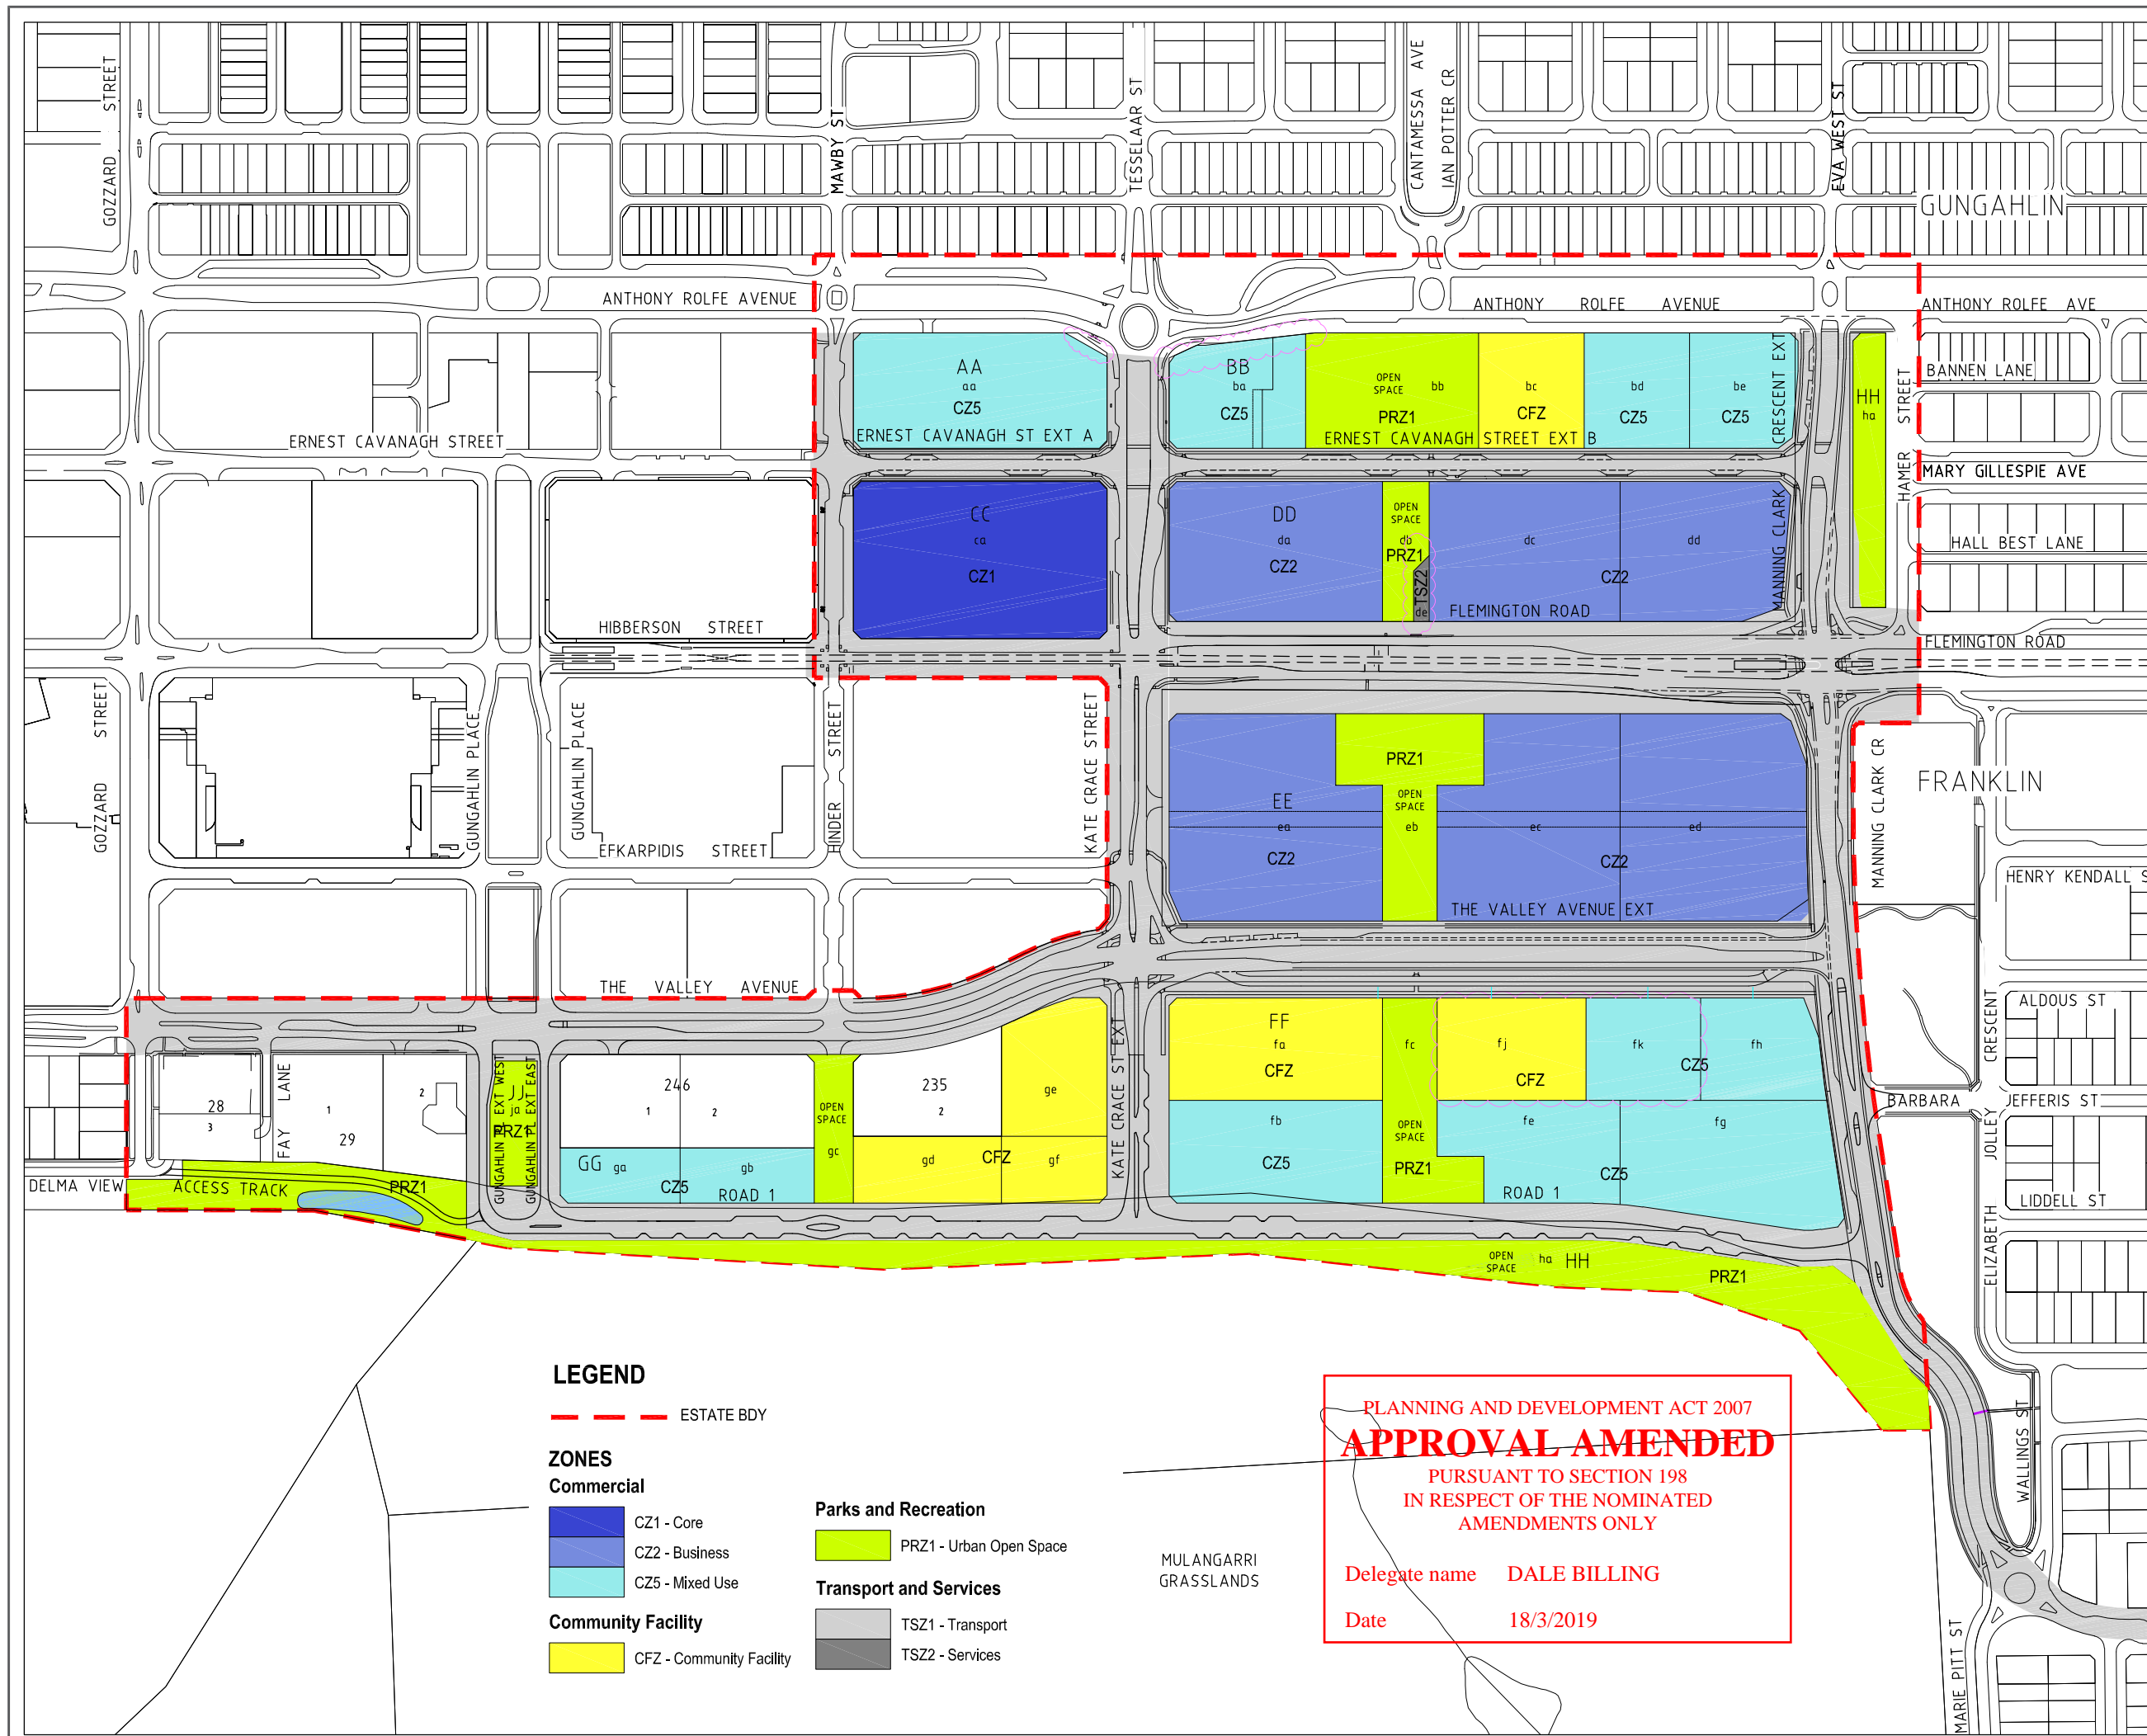 GOZZARD STREET
MAWBY ST
TESSELAAR ST
CANTAMESSA AVE
IAN POTTER CR
EVA WEST ST
GUNGAHLIN
ANTHONY ROLFE AVENUE
ANTHONY ROLFE AVENUE
ANTHONY ROLFE AVE
AA
aa
CZ5
BB
ba
CZ5
OPEN
SPACE
bb
PRZ1
bc
CFZ
bd
CZ5
be
CZ5
CRESCENT EXT
HH
ha
HAMER STREET
BANNEN LANE
ERNEST CAVANAGH STREET
ERNEST CAVANAGH ST EXT A
ERNEST CAVANAGH STREET EXT B
MARY GILLESPIE AVE
CC
ca
CZ1
DD
da
CZ2
OPEN
SPACE
db
PRZ1
TSZ2
de
dc
dd
CZ2
MANNING CLARK
HALL BEST LANE
FLEMINGTON ROAD
HIBBERSON STREET
FLEMINGTON ROAD
GOZZARD STREET
GUNGAHLIN PLACE
GUNGAHLIN PLACE
HINDER STREET
KATE CRACE STREET
PRZ1
OPEN
SPACE
EE
ea
eb
ec
ed
CZ2
CZ2
MANNING CLARK CR
FRANKLIN
EFKARPIDIS STREET
HENRY KENDALL S
THE VALLEY AVENUE EXT
THE VALLEY AVENUE
CRESCENT
ALDOUS ST
FF
fa
CFZ
fc
fj
CFZ
fk
fh
CZ5
28
3
FAY LANE
1
29
2
GUNGAHLIN PL EXT WEST
JJ
ja
PRZ1
GUNGAHLIN PL EXT EAST
246
1
2
OPEN
SPACE
gc
235
2
ge
KATE CRACE ST EXT
BARBARA
JEFFERIS ST
JOLLEY
fb
CZ5
OPEN
SPACE
PRZ1
fe
fg
CZ5
GG
ga
gb
CZ5
gd
CFZ
gf
DELMA VIEW
ACCESS TRACK
PRZ1
ROAD 1
ROAD 1
LIDDELL ST
ELIZABETH
OPEN
SPACE
ha
HH
PRZ1
WALLINGS ST
MARIE PITT ST
MULANGARRI
GRASSLANDS
LEGEND
ESTATE BDY
ZONES
Commercial
CZ1 - Core
CZ2 - Business
CZ5 - Mixed Use
Community Facility
CFZ - Community Facility
Parks and Recreation
PRZ1 - Urban Open Space
Transport and Services
TSZ1 - Transport
TSZ2 - Services
PLANNING AND DEVELOPMENT ACT 2007
APPROVAL AMENDED
PURSUANT TO SECTION 198
IN RESPECT OF THE NOMINATED
AMENDMENTS ONLY
Delegate name DALE BILLING
Date 18/3/2019